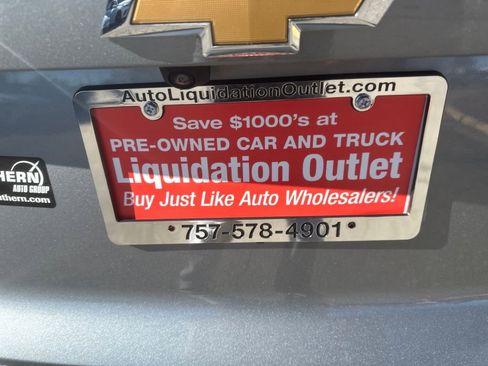 AutoLiquidationOutlet.com
Save $1000's at
PRE-OWNED CAR AND TRUCK
Liquidation Outlet
Buy Just Like Auto Wholesalers!
757-578-4901
HERN
AUTO GROUP
uthern.com